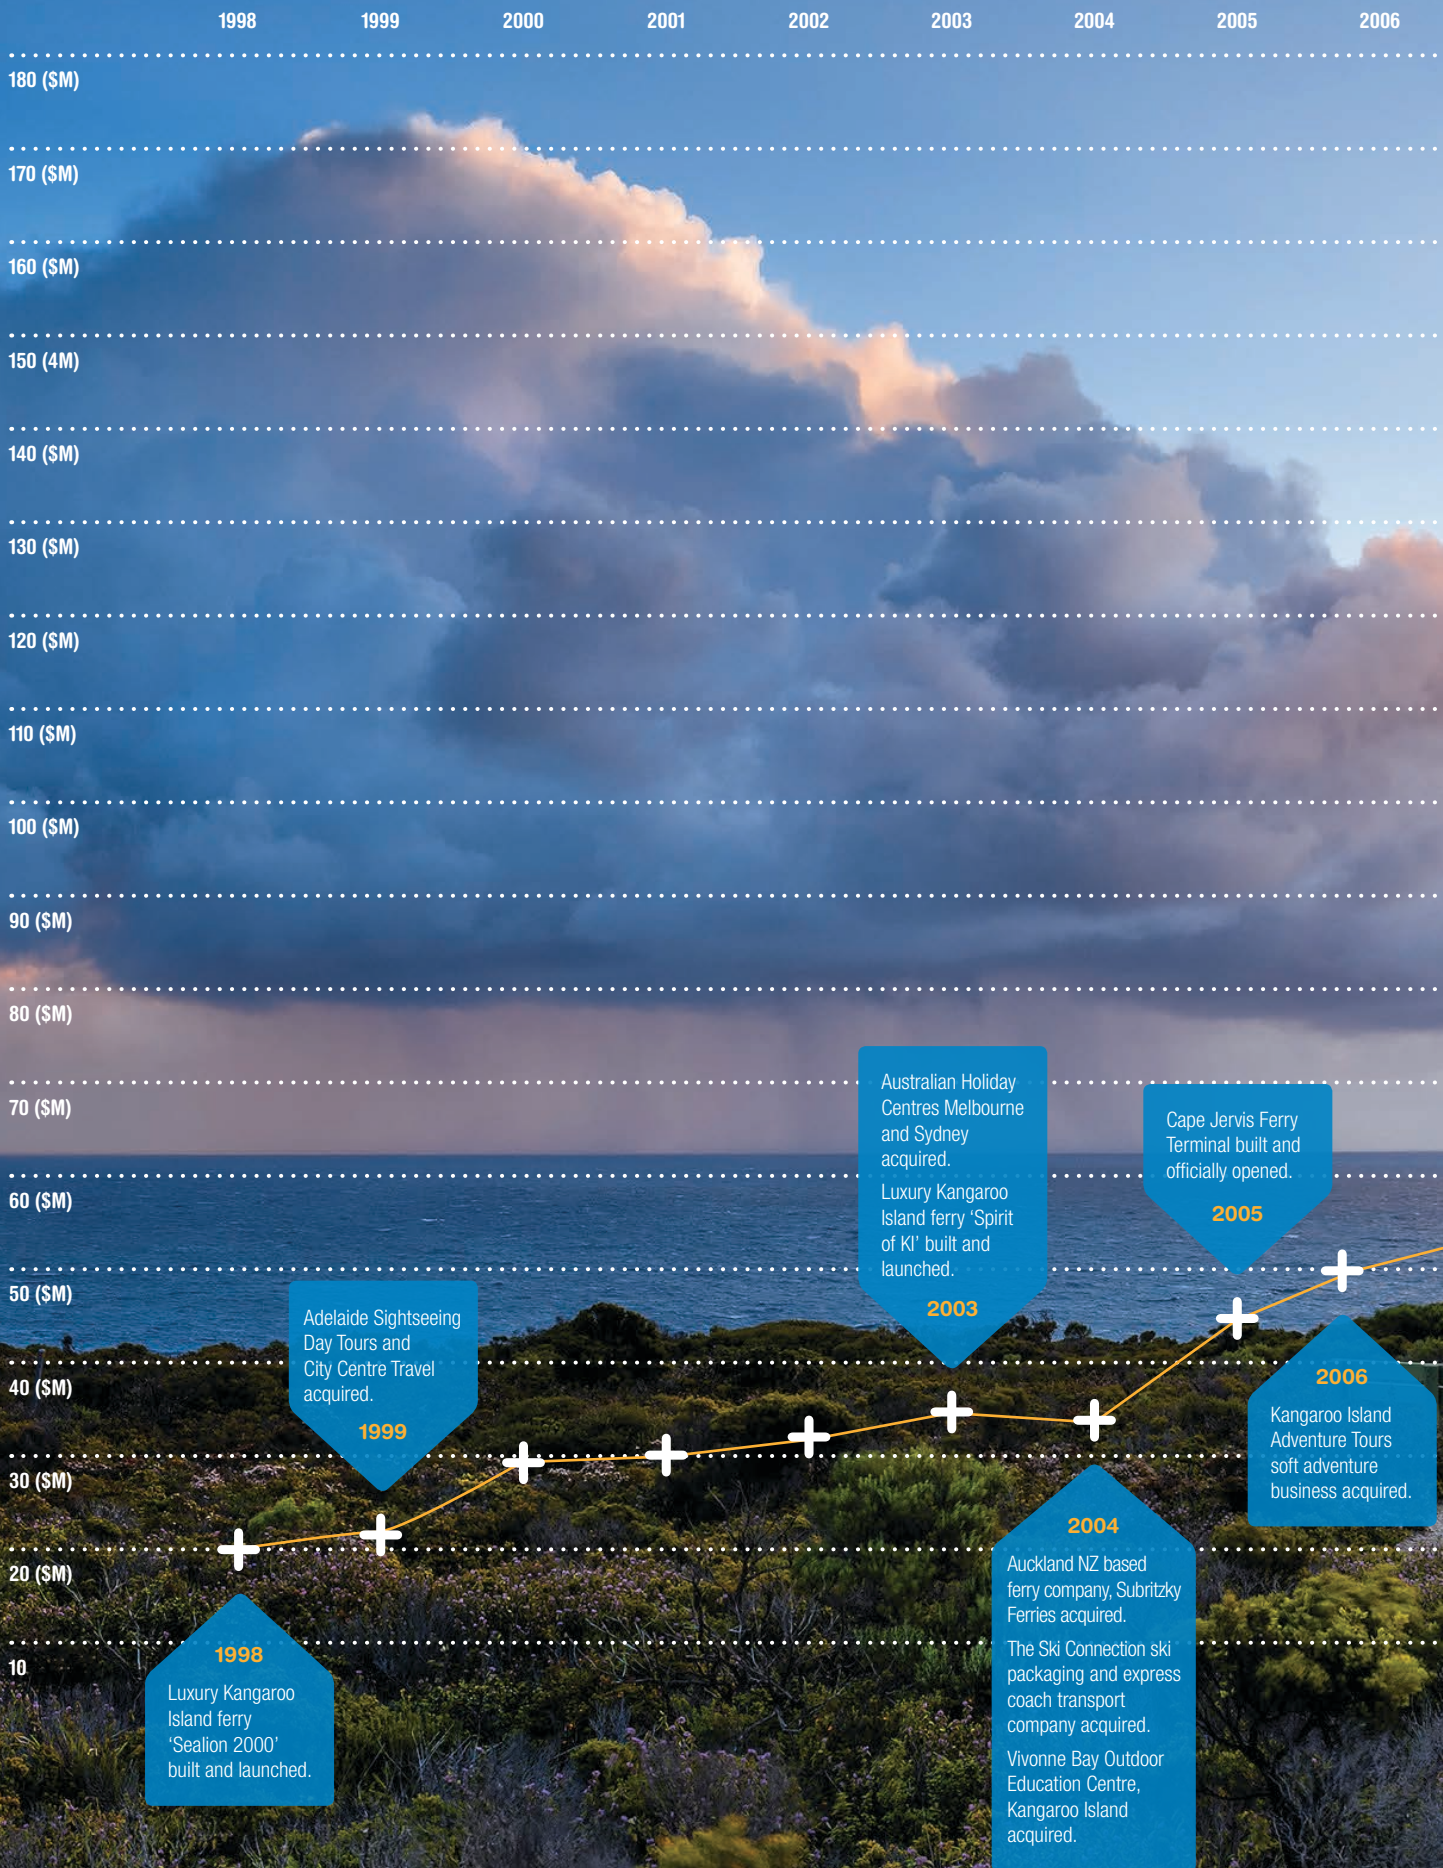 1998 1999 2000 2001 2002 2003 2004 2005 2006
180 ($M)
170 ($M)
160 ($M)
150 (4M)
140 ($M)
130 ($M)
120 ($M)
110 ($M)
100 ($M)
90 ($M)
80 ($M)
70 ($M)
60 ($M)
50 ($M)
40 ($M)
30 ($M)
20 ($M)
10
1998
Luxury Kangaroo
Island ferry
‘Sealion 2000’
built and launched.
Adelaide Sightseeing
Day Tours and
City Centre Travel
acquired.
1999
Australian Holiday
Centres Melbourne
and Sydney
acquired.
Luxury Kangaroo
Island ferry ‘Spirit
of KI’ built and
launched.
2003
2004
Auckland NZ based
ferry company, Subritzky
Ferries acquired.
The Ski Connection ski
packaging and express
coach transport
company acquired.
Vivonne Bay Outdoor
Education Centre,
Kangaroo Island
acquired.
Cape Jervis Ferry
Terminal built and
officially opened.
2005
2006
Kangaroo Island
Adventure Tours
soft adventure
business acquired.